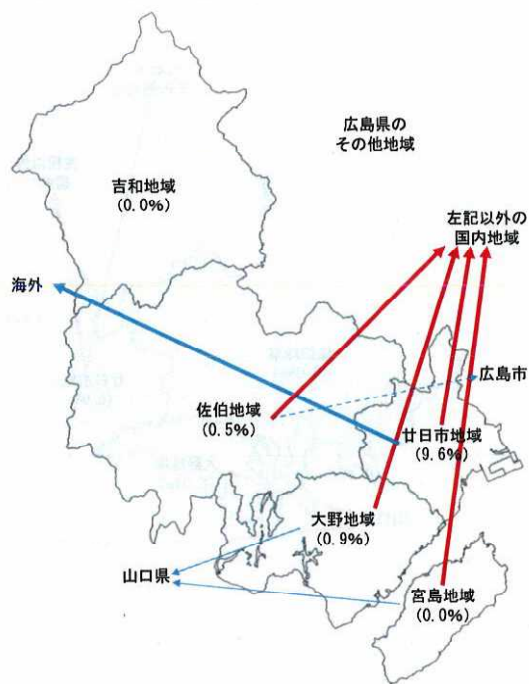 広島県の
その他地域
吉和地域
(0.0%)
左記以外の
国内地域
海外
広島市
佐伯地域
(0.5%)
廿日市地域
(9.6%)
大野地域
(0.9%)
山口県
宮島地域
(0.0%)